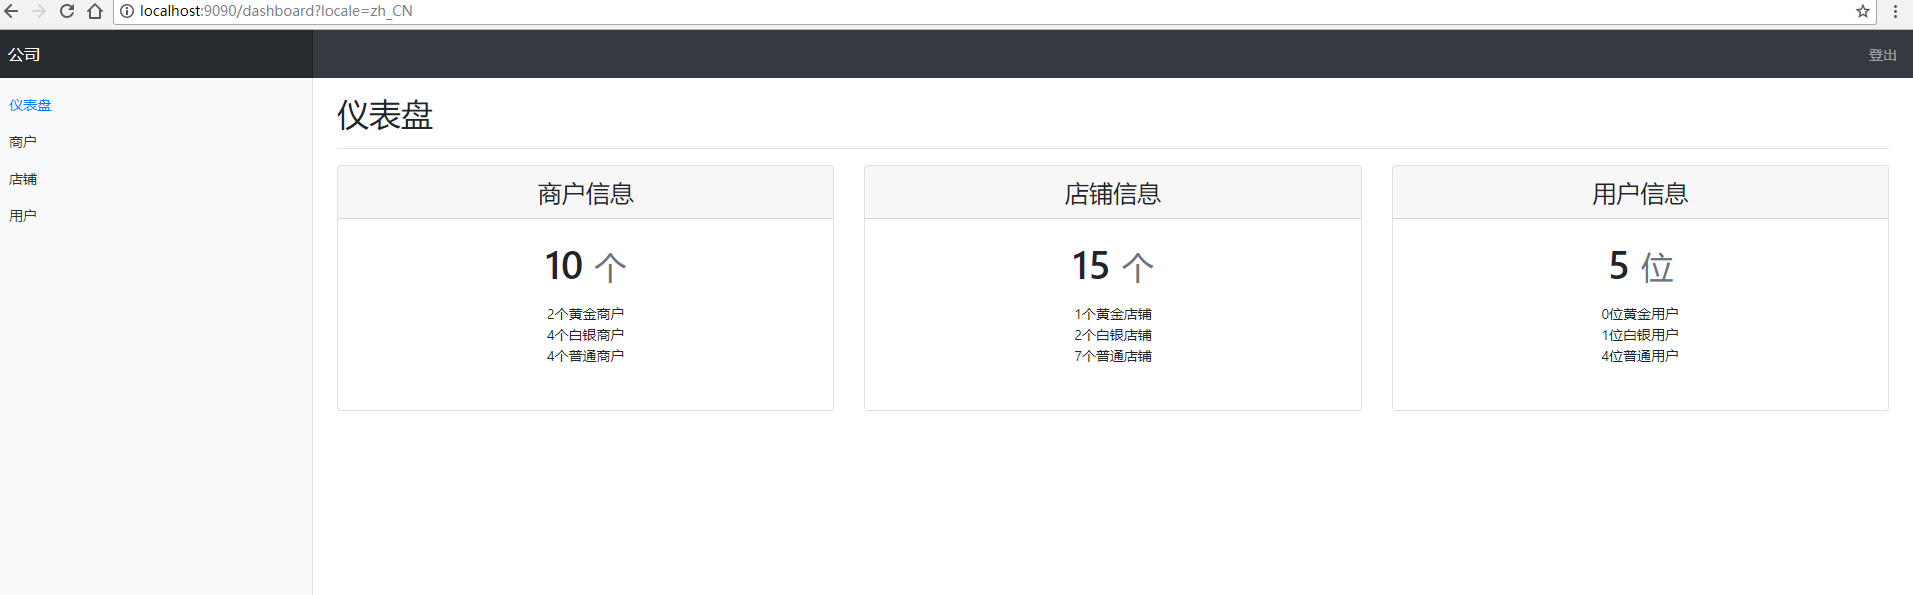 localhost:9090/dashboard?locale=zh_CN
公司
登出
仪表盘
商户
店铺
用户
仪表盘
商户信息
10 个
2个黄金商户
4个白银商户
4个普通商户
店铺信息
15 个
1个黄金店铺
2个白银店铺
7个普通店铺
用户信息
5 位
0位黄金用户
1位白银用户
4位普通用户